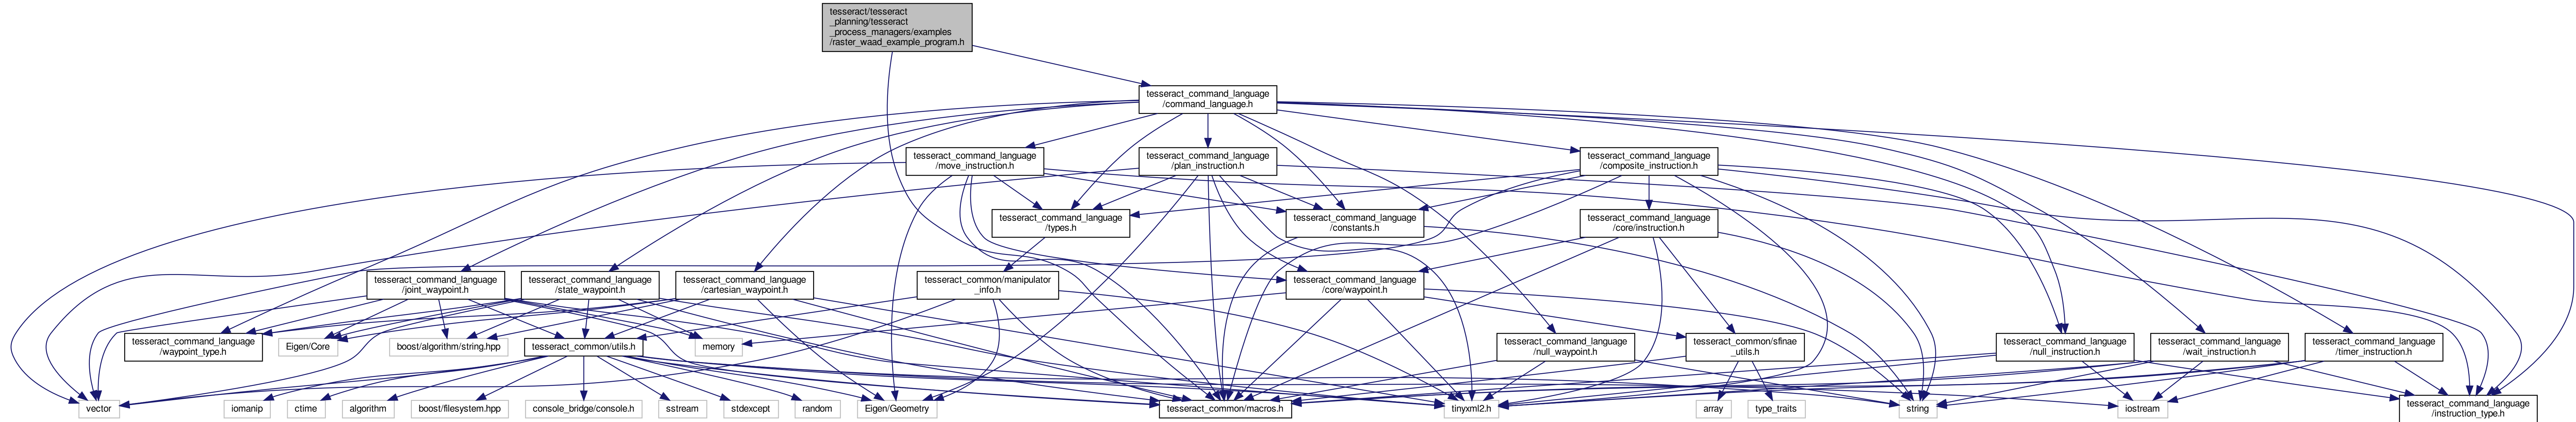 tesseract/tesseract
_planning/tesseract
_process_managers/examples
/raster_waad_example_program.h
tesseract_command_language
/command_language.h
tesseract_command_language
/move_instruction.h
tesseract_command_language
/plan_instruction.h
tesseract_command_language
/composite_instruction.h
tesseract_command_language
/types.h
tesseract_command_language
/constants.h
tesseract_command_language
/core/instruction.h
tesseract_command_language
/joint_waypoint.h
tesseract_command_language
/state_waypoint.h
tesseract_command_language
/cartesian_waypoint.h
tesseract_common/manipulator
_info.h
tesseract_command_language
/core/waypoint.h
tesseract_command_language
/waypoint_type.h
Eigen/Core
boost/algorithm/string.hpp
tesseract_common/utils.h
memory
tesseract_command_language
/null_waypoint.h
tesseract_common/sfinae
_utils.h
tesseract_command_language
/null_instruction.h
tesseract_command_language
/wait_instruction.h
tesseract_command_language
/timer_instruction.h
vector
iomanip
ctime
algorithm
boost/filesystem.hpp
console_bridge/console.h
sstream
stdexcept
random
Eigen/Geometry
tesseract_common/macros.h
tinyxml2.h
array
type_traits
string
iostream
tesseract_command_language
/instruction_type.h